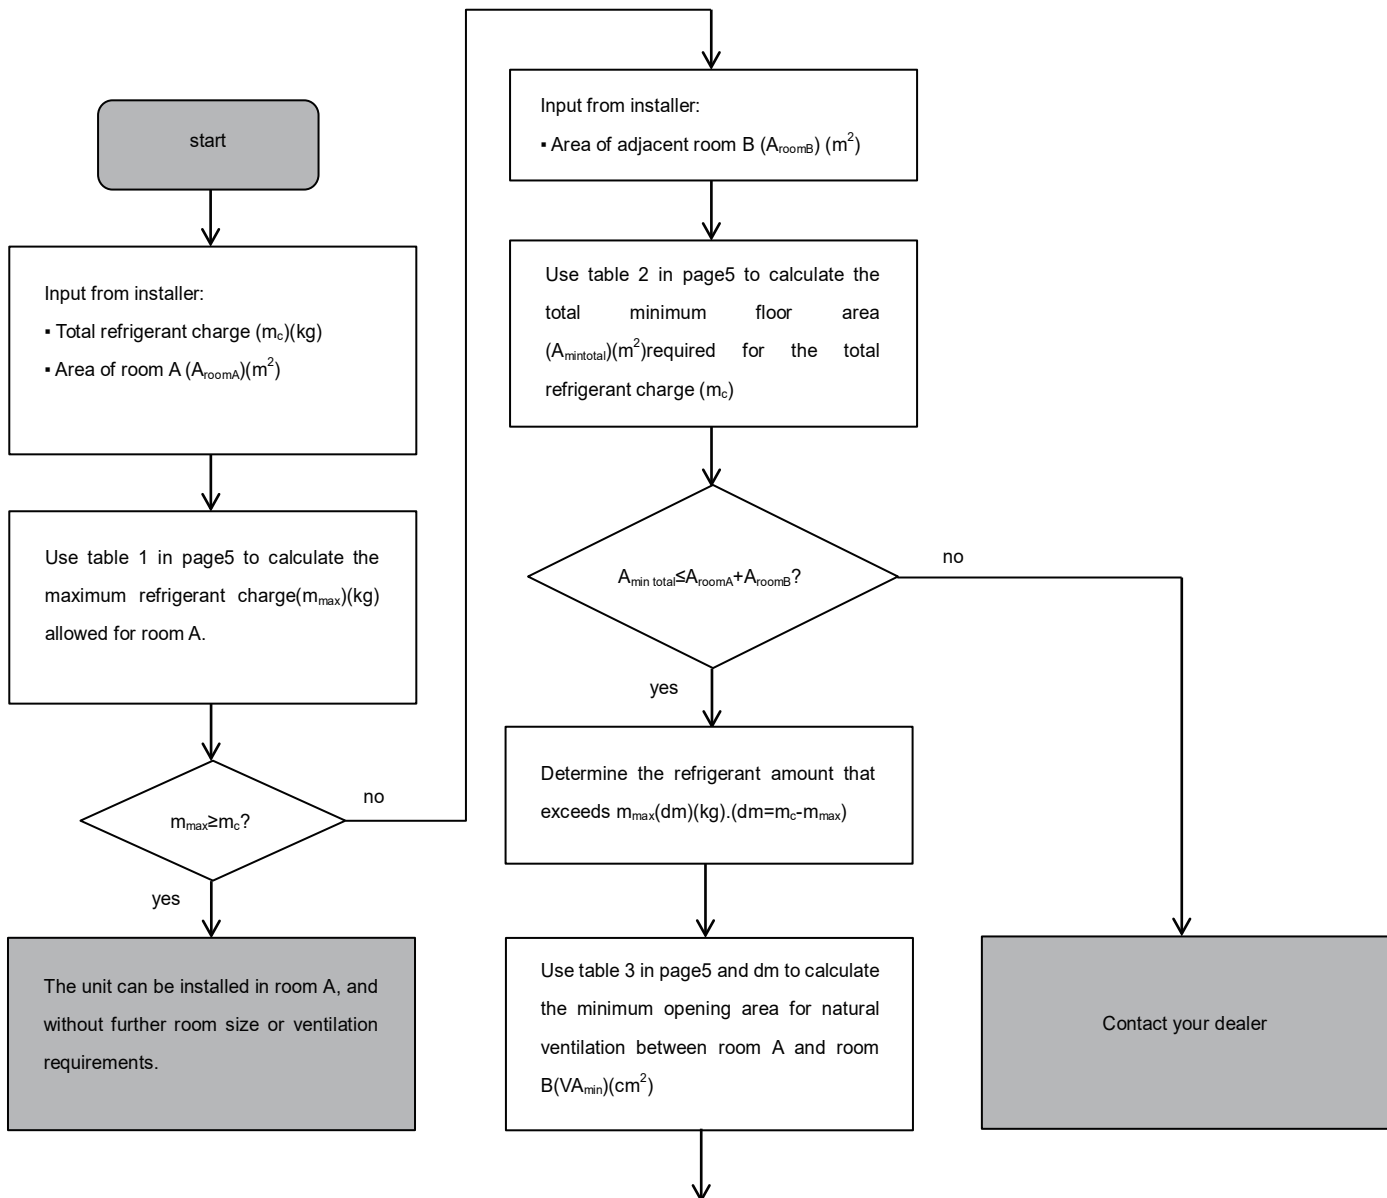 start
Input from installer:
▪ Total refrigerant charge (mc)(kg)
▪ Area of room A (AroomA)(m²)
Use table 1 in page5 to calculate the
maximum refrigerant charge(mmax)(kg)
allowed for room A.
mmax≥mc?
no
yes
The unit can be installed in room A, and
without further room size or ventilation
requirements.
Input from installer:
▪ Area of adjacent room B (AroomB) (m²)
Use table 2 in page5 to calculate the
total minimum floor area
(Amintotal)(m²)required for the total
refrigerant charge (mc)
Amin total≤AroomA+AroomB?
no
yes
Determine the refrigerant amount that
exceeds mmax(dm)(kg).(dm=mc-mmax)
Use table 3 in page5 and dm to calculate
the minimum opening area for natural
ventilation between room A and room
B(VAmin)(cm²)
Contact your dealer